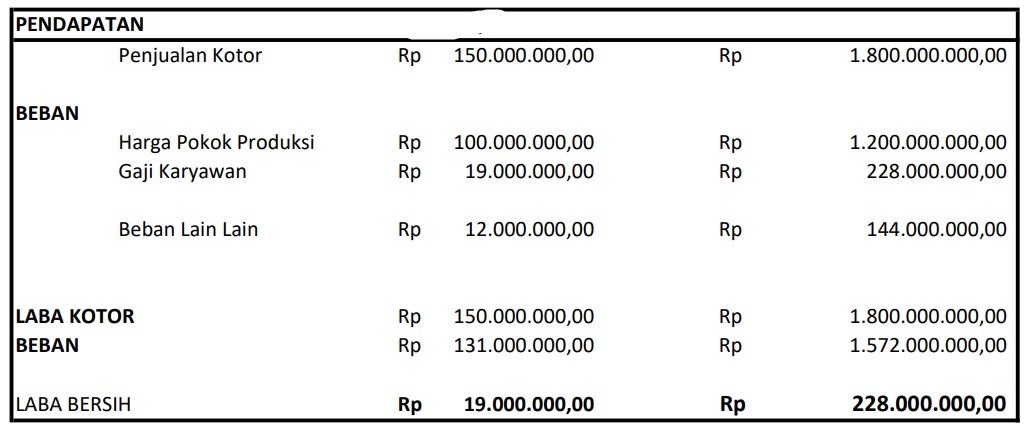 PENDAPATAN
Penjualan Kotor Rp 150.000.000,00 Rp 1.800.000.000,00
BEBAN
Harga Pokok Produksi Rp 100.000.000,00 Rp 1.200.000.000,00
Gaji Karyawan Rp 19.000.000,00 Rp 228.000.000,00
Beban Lain Lain Rp 12.000.000,00 Rp 144.000.000,00
LABA KOTOR Rp 150.000.000,00 Rp 1.800.000.000,00
BEBAN Rp 131.000.000,00 Rp 1.572.000.000,00
LABA BERSIH Rp 19.000.000,00 Rp 228.000.000,00